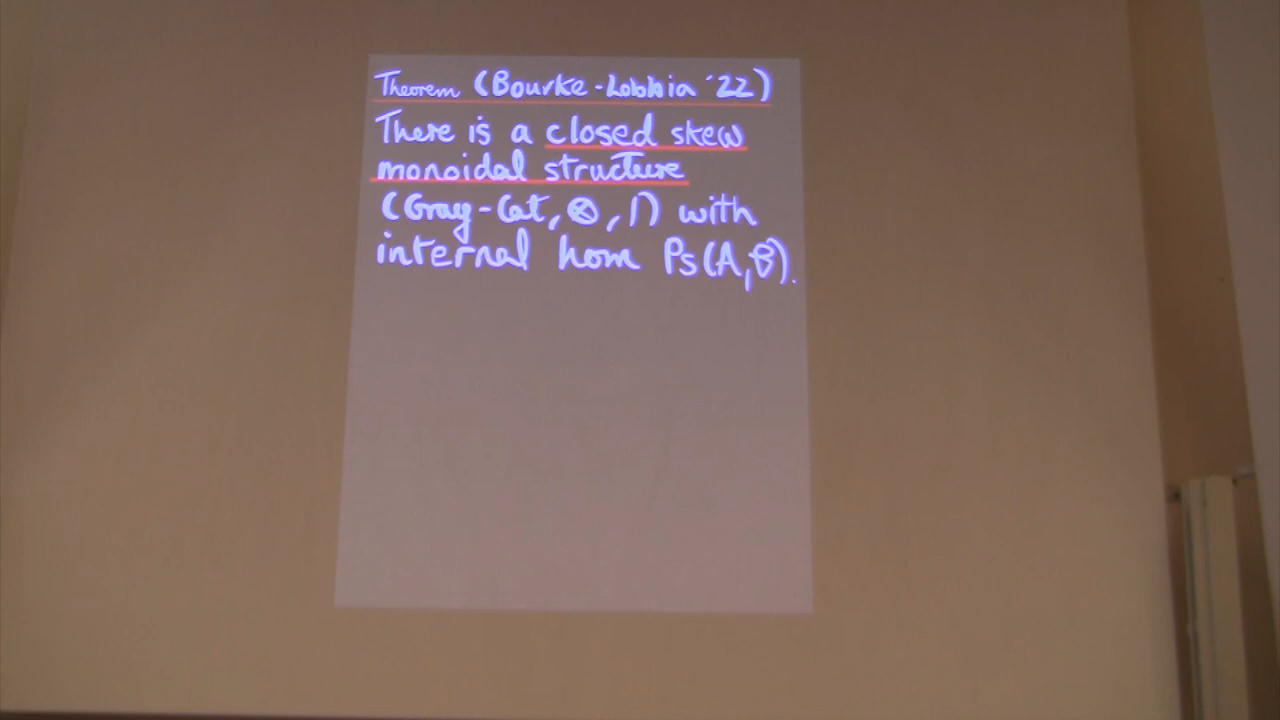 Theorem (Bourke-Lobbia '22)
There is a closed skew
monoidal structure
(Gray-Cat, ⊗, 1) with
internal hom Ps(A,B).